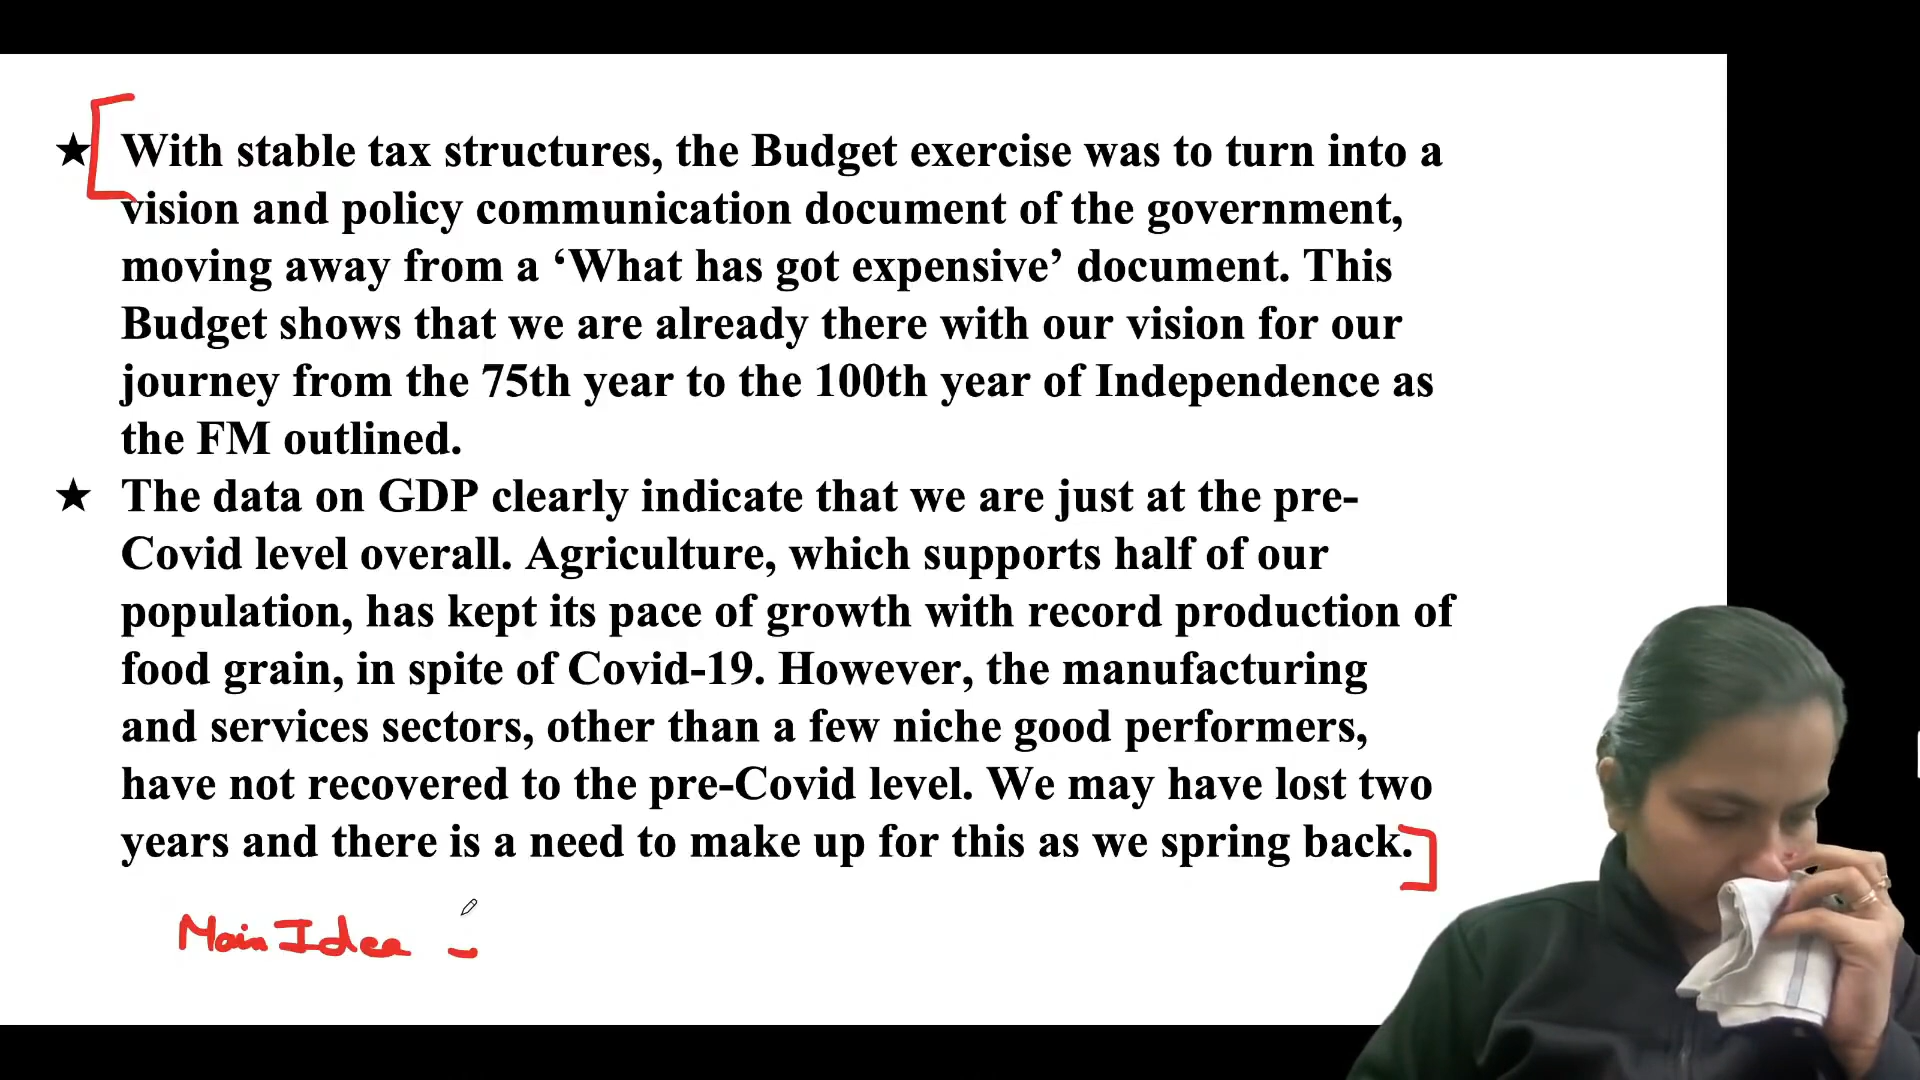 ★ With stable tax structures, the Budget exercise was to turn into a
vision and policy communication document of the government,
moving away from a ‘What has got expensive’ document. This
Budget shows that we are already there with our vision for our
journey from the 75th year to the 100th year of Independence as
the FM outlined.
★ The data on GDP clearly indicate that we are just at the pre-
Covid level overall. Agriculture, which supports half of our
population, has kept its pace of growth with record production of
food grain, in spite of Covid-19. However, the manufacturing
and services sectors, other than a few niche good performers,
have not recovered to the pre-Covid level. We may have lost two
years and there is a need to make up for this as we spring back.
Main Idea -